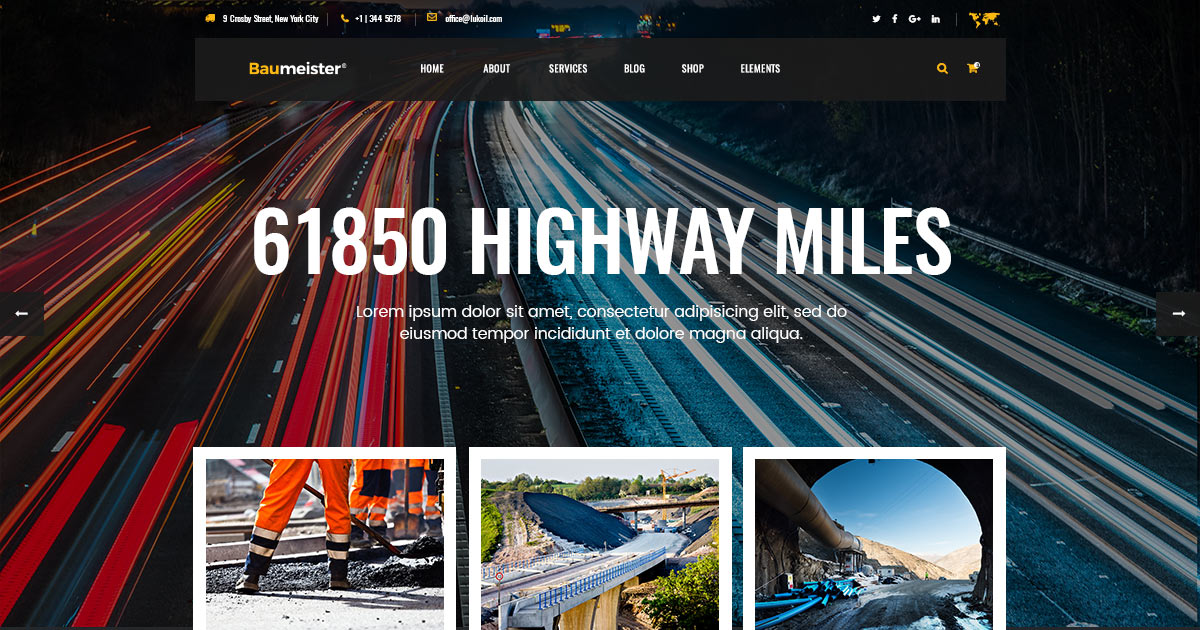 9 Crosby Street, New York City
+1 | 344 5678
office@lukoil.com
Baumeister®
HOME ABOUT SERVICES BLOG SHOP ELEMENTS
0
61850 HIGHWAY MILES
Lorem ipsum dolor sit amet, consectetur adipisicing elit, sed do
eiusmod tempor incididunt et dolore magna aliqua.